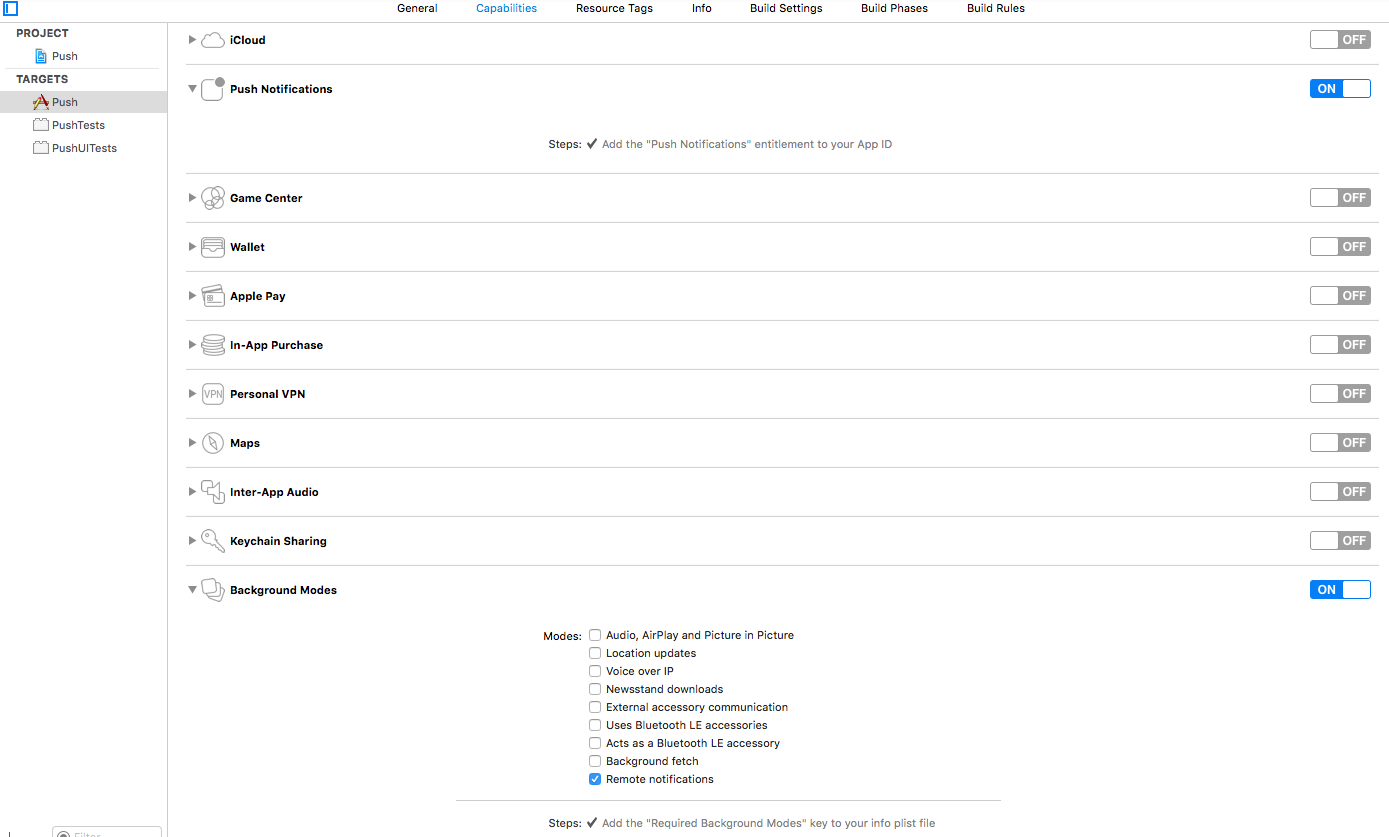 General Capabilities Resource Tags Info Build Settings Build Phases Build Rules
PROJECT
Push
TARGETS
Push
PushTests
PushUITests
iCloud OFF
Push Notifications ON
Steps: ✔ Add the "Push Notifications" entitlement to your App ID
Game Center OFF
Wallet OFF
Apple Pay OFF
In-App Purchase OFF
VPN Personal VPN OFF
Maps OFF
Inter-App Audio OFF
Keychain Sharing OFF
Background Modes ON
Modes: Audio, AirPlay and Picture in Picture
Location updates
Voice over IP
Newsstand downloads
External accessory communication
Uses Bluetooth LE accessories
Acts as a Bluetooth LE accessory
Background fetch
Remote notifications
Steps: ✔ Add the "Required Background Modes" key to your info plist file
Filter